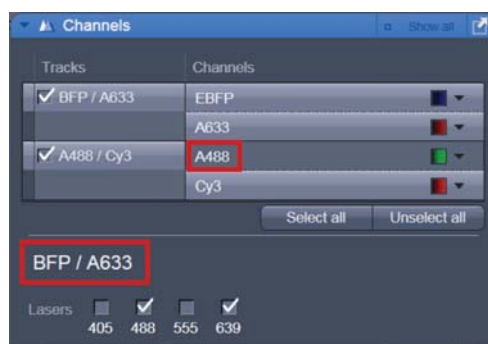 Channels Show all
Tracks Channels
BFP / A633 EBFP
A633
A488 / Cy3 A488
Cy3
Select all Unselect all
BFP / A633
Lasers
405 488 555 639